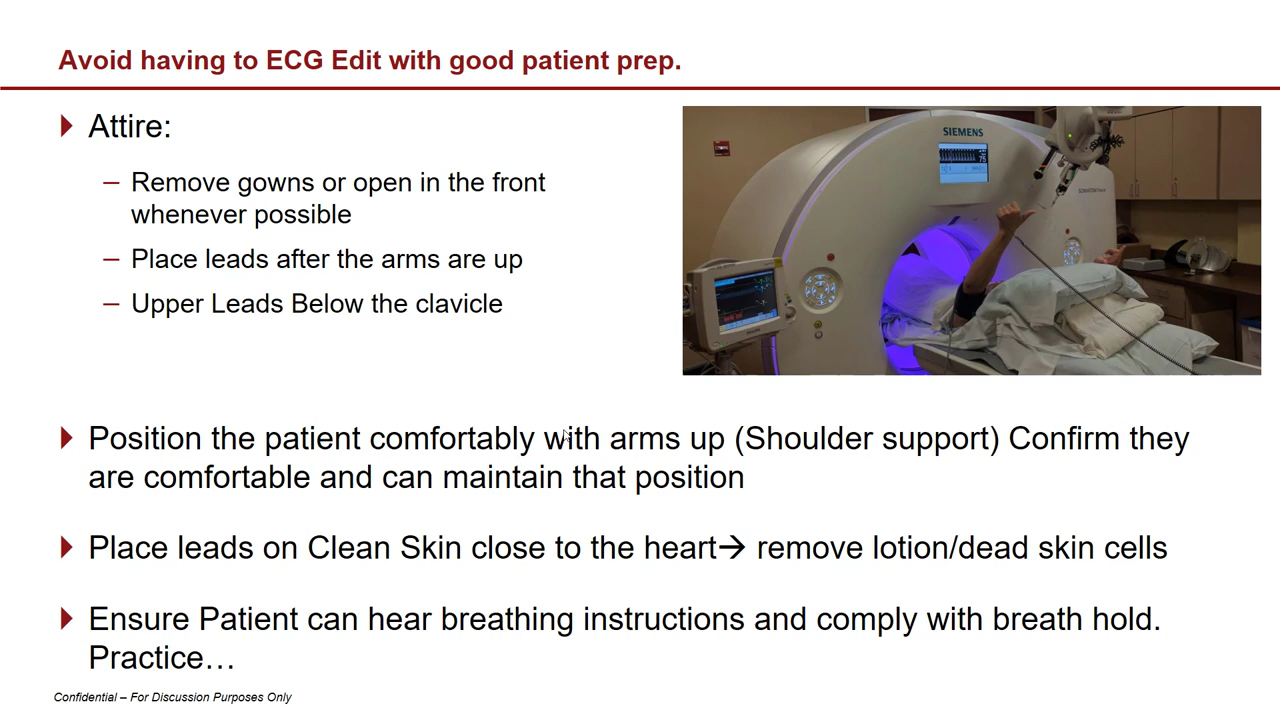 Avoid having to ECG Edit with good patient prep.
Attire:
– Remove gowns or open in the front
whenever possible
– Place leads after the arms are up
– Upper Leads Below the clavicle
SIEMENS
Position the patient comfortably with arms up (Shoulder support) Confirm they
are comfortable and can maintain that position
Place leads on Clean Skin close to the heart→ remove lotion/dead skin cells
Ensure Patient can hear breathing instructions and comply with breath hold.
Practice…
Confidential – For Discussion Purposes Only